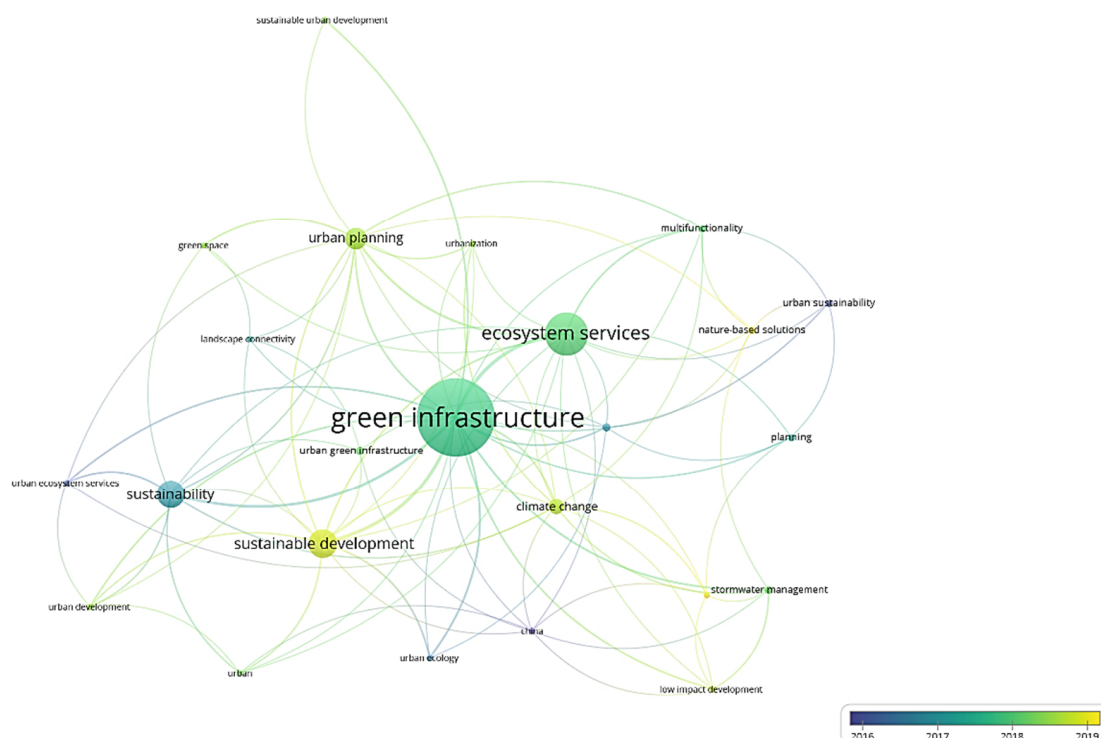 sustainable urban development
multifunctionality
urban planning
urbanization
green space
urban sustainability
nature-based solutions
ecosystem services
landscape connectivity
green infrastructure
planning
urban green infrastructure
urban ecosystem services
sustainability
climate change
sustainable development
stormwater management
urban development
china
urban ecology
urban
low impact development
2016 2017 2018 2019